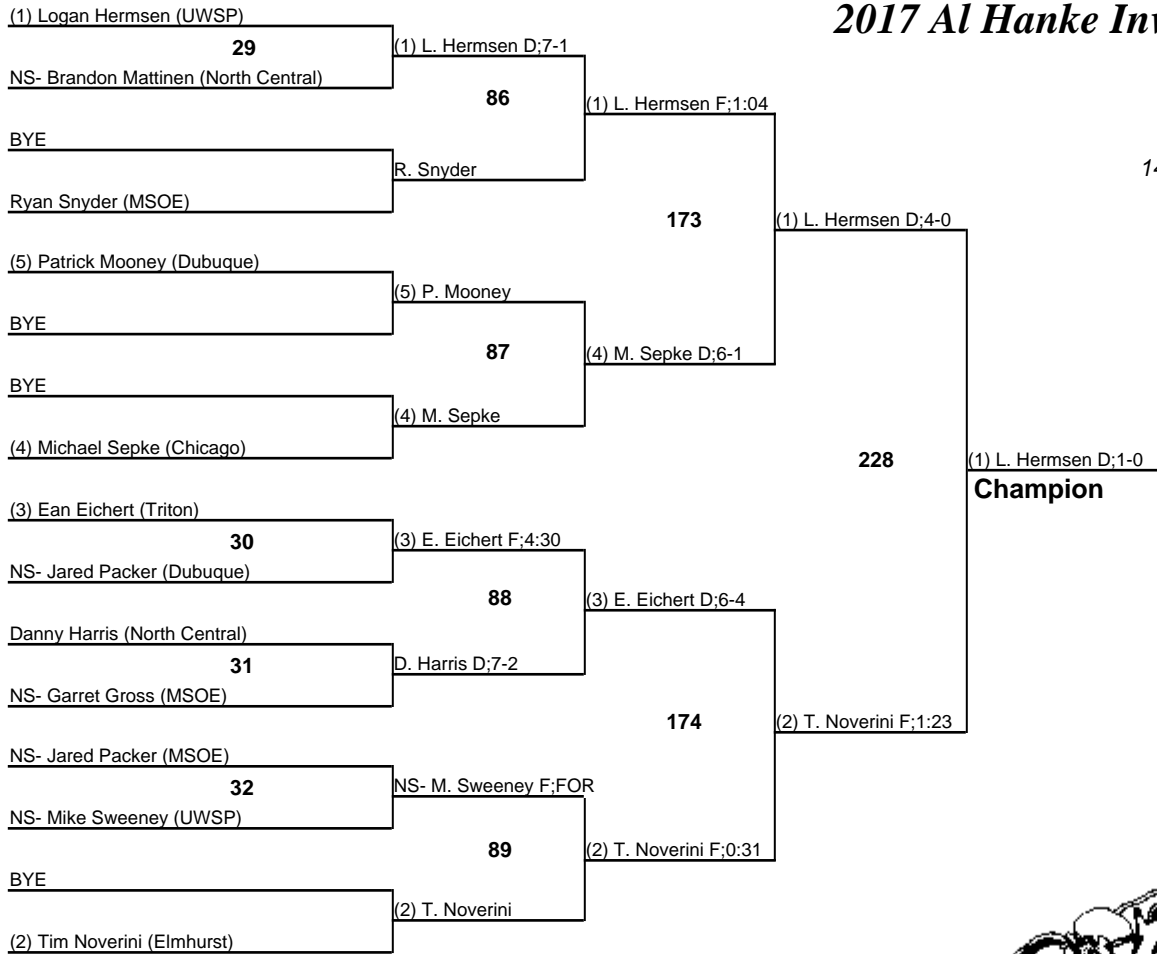 2017 Al Hanke Inv
14
(1) Logan Hermsen (UWSP)
29
NS- Brandon Mattinen (North Central)
(1) L. Hermsen D;7-1
86
BYE
R. Snyder
Ryan Snyder (MSOE)
(1) L. Hermsen F;1:04
173
(5) Patrick Mooney (Dubuque)
(5) P. Mooney
BYE
87
BYE
(4) M. Sepke
(4) Michael Sepke (Chicago)
(4) M. Sepke D;6-1
(1) L. Hermsen D;4-0
228
(1) L. Hermsen D;1-0
Champion
(3) Ean Eichert (Triton)
30
NS- Jared Packer (Dubuque)
(3) E. Eichert F;4:30
88
Danny Harris (North Central)
31
NS- Garret Gross (MSOE)
D. Harris D;7-2
(3) E. Eichert D;6-4
174
(2) T. Noverini F;1:23
NS- Jared Packer (MSOE)
32
NS- Mike Sweeney (UWSP)
NS- M. Sweeney F;FOR
89
(2) T. Noverini F;0:31
BYE
(2) T. Noverini
(2) Tim Noverini (Elmhurst)